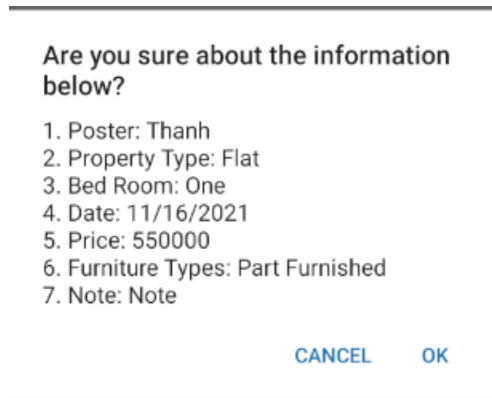 Are you sure about the information
below?
1. Poster: Thanh
2. Property Type: Flat
3. Bed Room: One
4. Date: 11/16/2021
5. Price: 550000
6. Furniture Types: Part Furnished
7. Note: Note
CANCEL OK